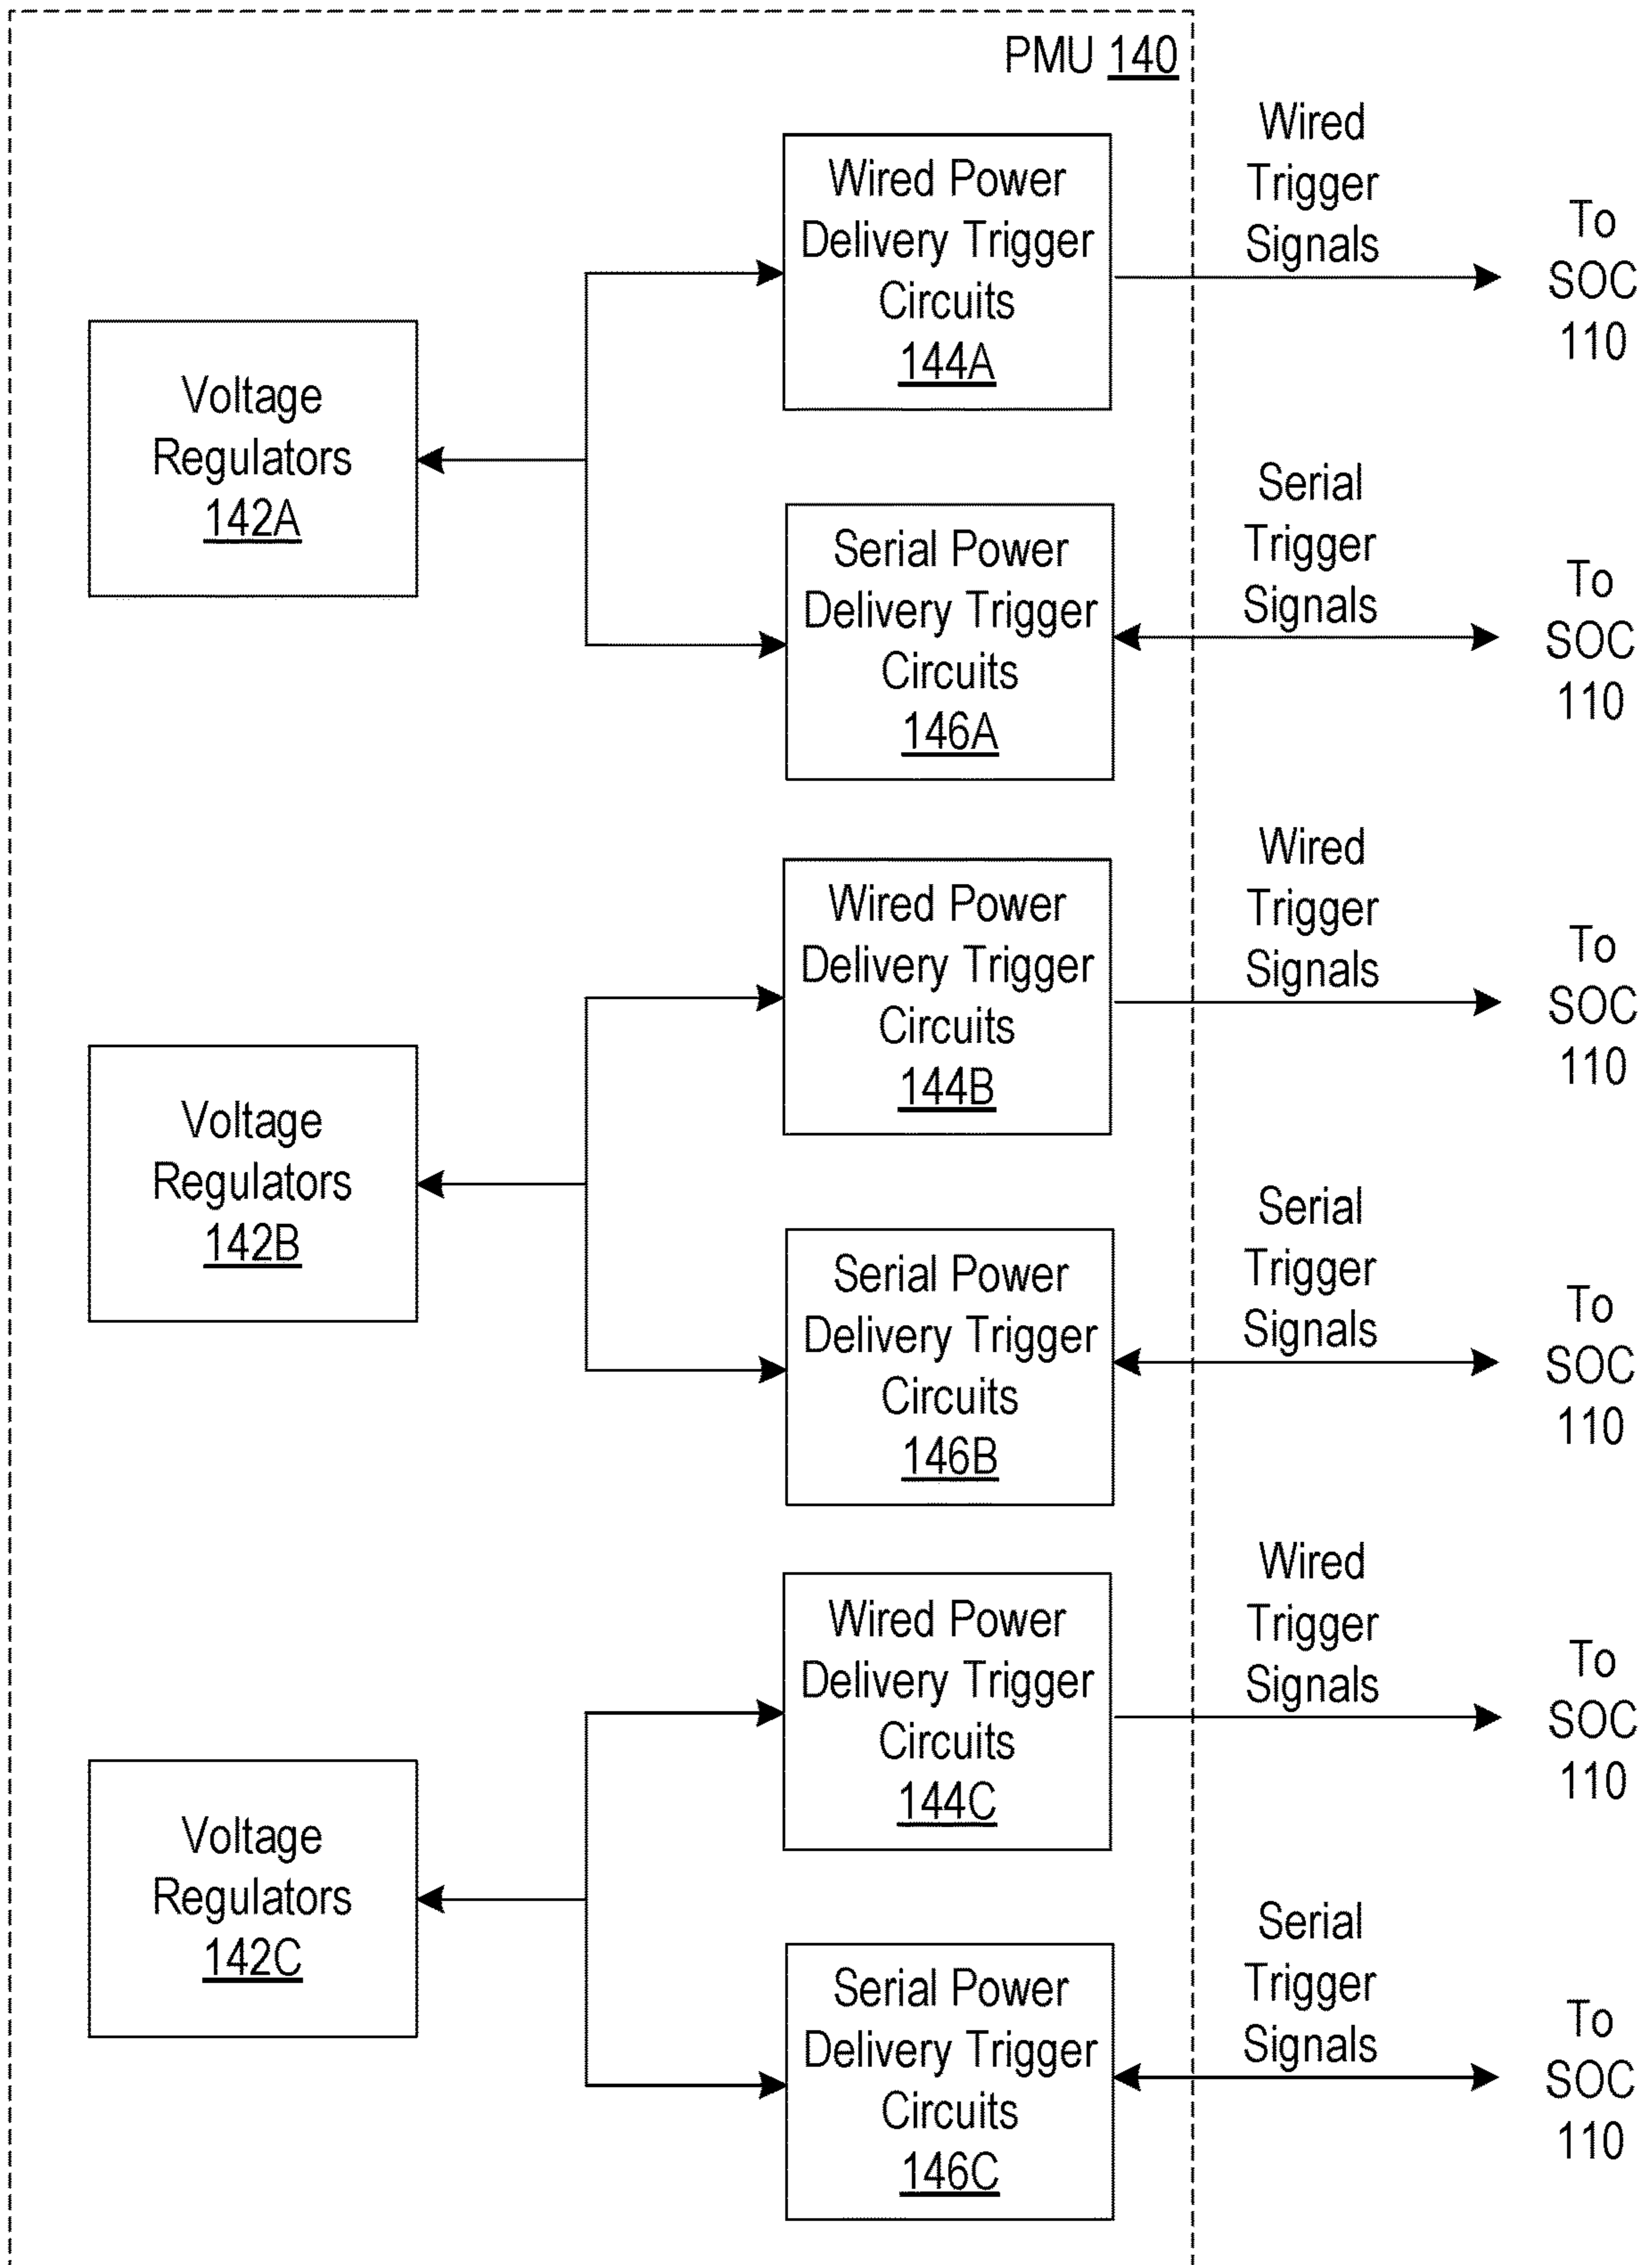 PMU 140
Wired Power
Delivery Trigger
Circuits
144A
Wired
Trigger
Signals
To
SOC
110
Voltage
Regulators
142A
Serial Power
Delivery Trigger
Circuits
146A
Serial
Trigger
Signals
To
SOC
110
Wired Power
Delivery Trigger
Circuits
144B
Wired
Trigger
Signals
To
SOC
110
Voltage
Regulators
142B
Serial Power
Delivery Trigger
Circuits
146B
Serial
Trigger
Signals
To
SOC
110
Wired Power
Delivery Trigger
Circuits
144C
Wired
Trigger
Signals
To
SOC
110
Voltage
Regulators
142C
Serial Power
Delivery Trigger
Circuits
146C
Serial
Trigger
Signals
To
SOC
110